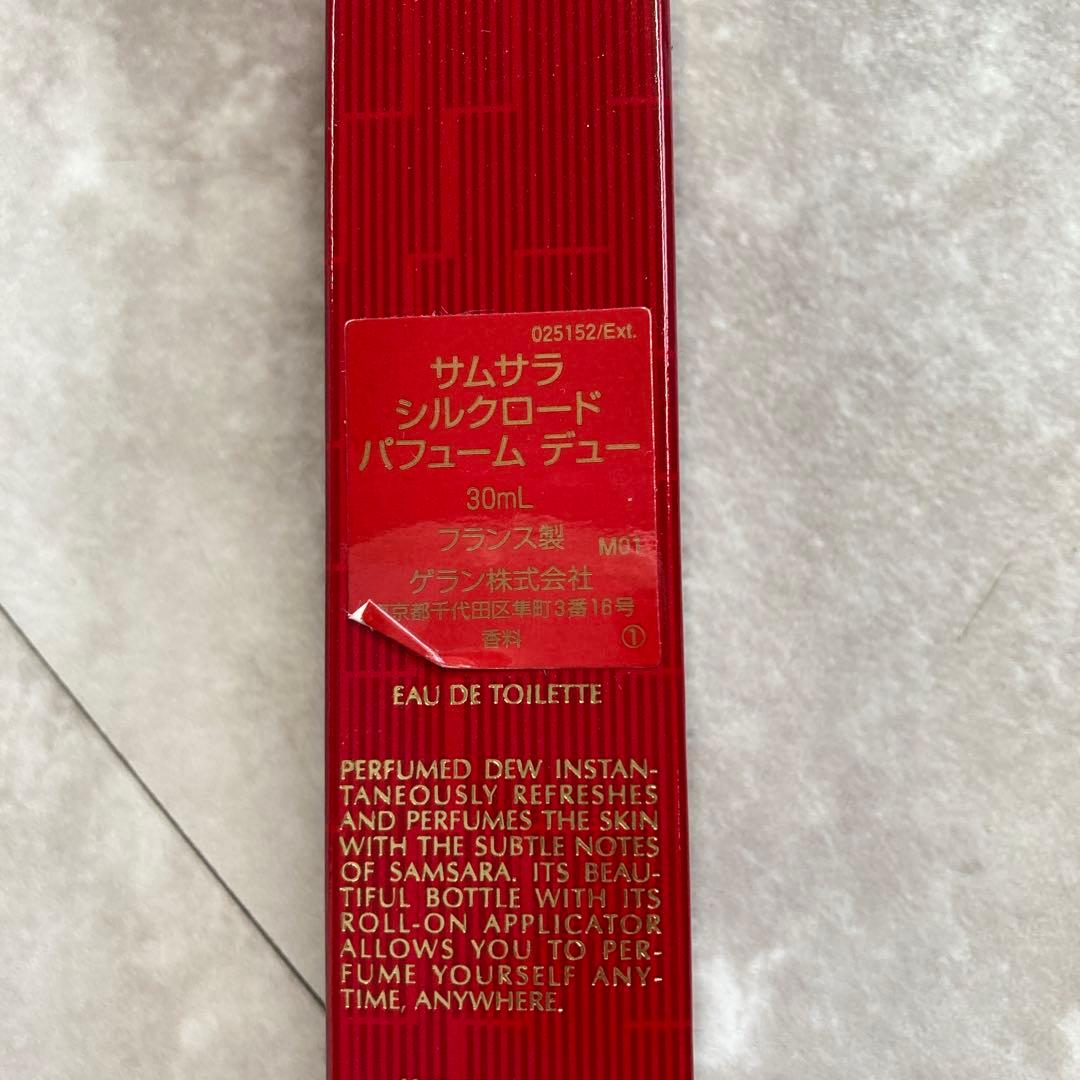 025152/Ext.
サムサラ
シルクロード
パフューム デュー
30mL
フランス製 M01
ゲラン株式会社
京都千代田区隼町3番16号
香料 ①
EAU DE TOILETTE
PERFUMED DEW INSTAN-
TANEOUSLY REFRESHES
AND PERFUMES THE SKIN
WITH THE SUBTLE NOTES
OF SAMSARA. ITS BEAU-
TIFUL BOTTLE WITH ITS
ROLL-ON APPLICATOR
ALLOWS YOU TO PER-
FUME YOURSELF ANY-
TIME, ANYWHERE.